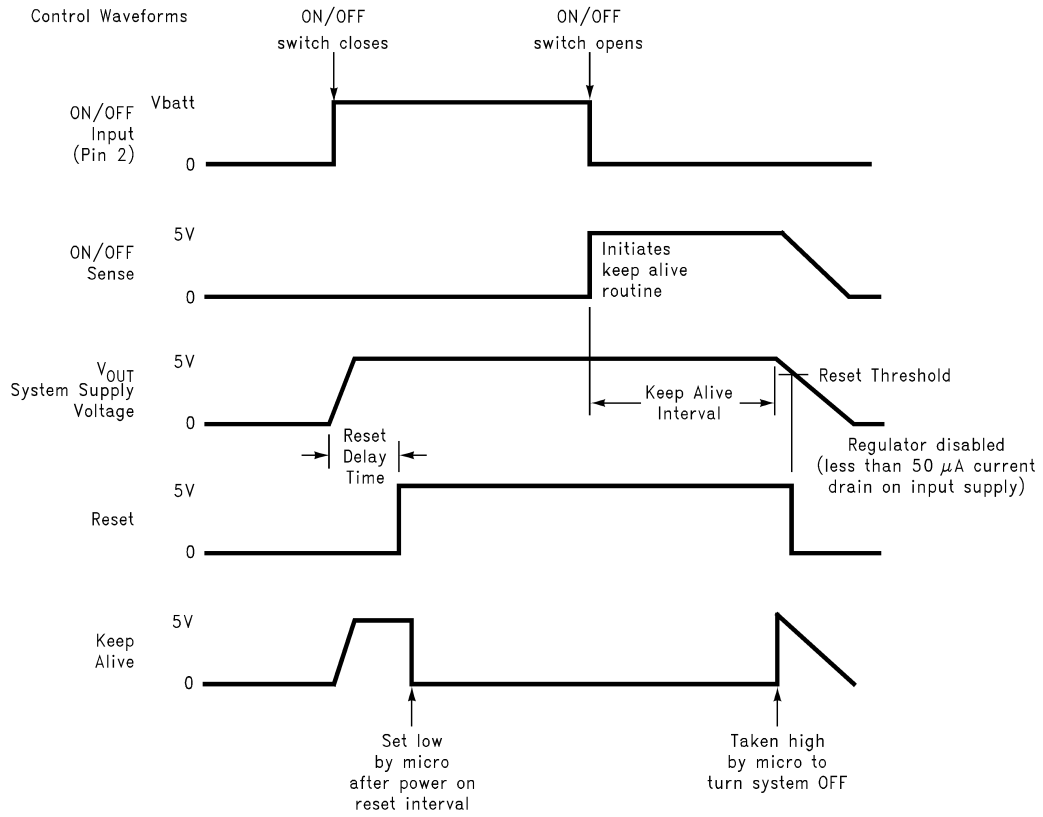 Control Waveforms
ON/OFF
switch closes
ON/OFF
switch opens
ON/OFF
Input
(Pin 2)
Vbatt
0
ON/OFF
Sense
5V
0
Initiates
keep alive
routine
VOUT
System Supply
Voltage
5V
0
Keep Alive
Interval
Reset Threshold
Reset
Delay
Time
Regulator disabled
(less than 50 μA current
drain on input supply)
Reset
5V
0
Keep
Alive
5V
0
Set low
by micro
after power on
reset interval
Taken high
by micro to
turn system OFF